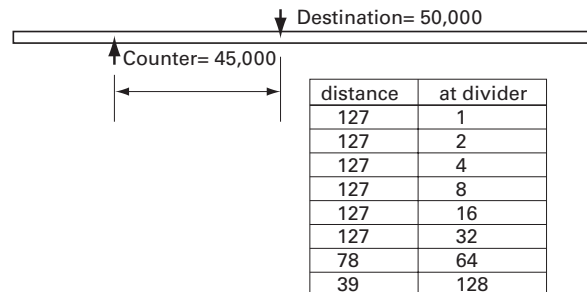 Destination= 50,000
Counter= 45,000
distance at divider
127 1
127 2
127 4
127 8
127 16
127 32
78 64
39 128